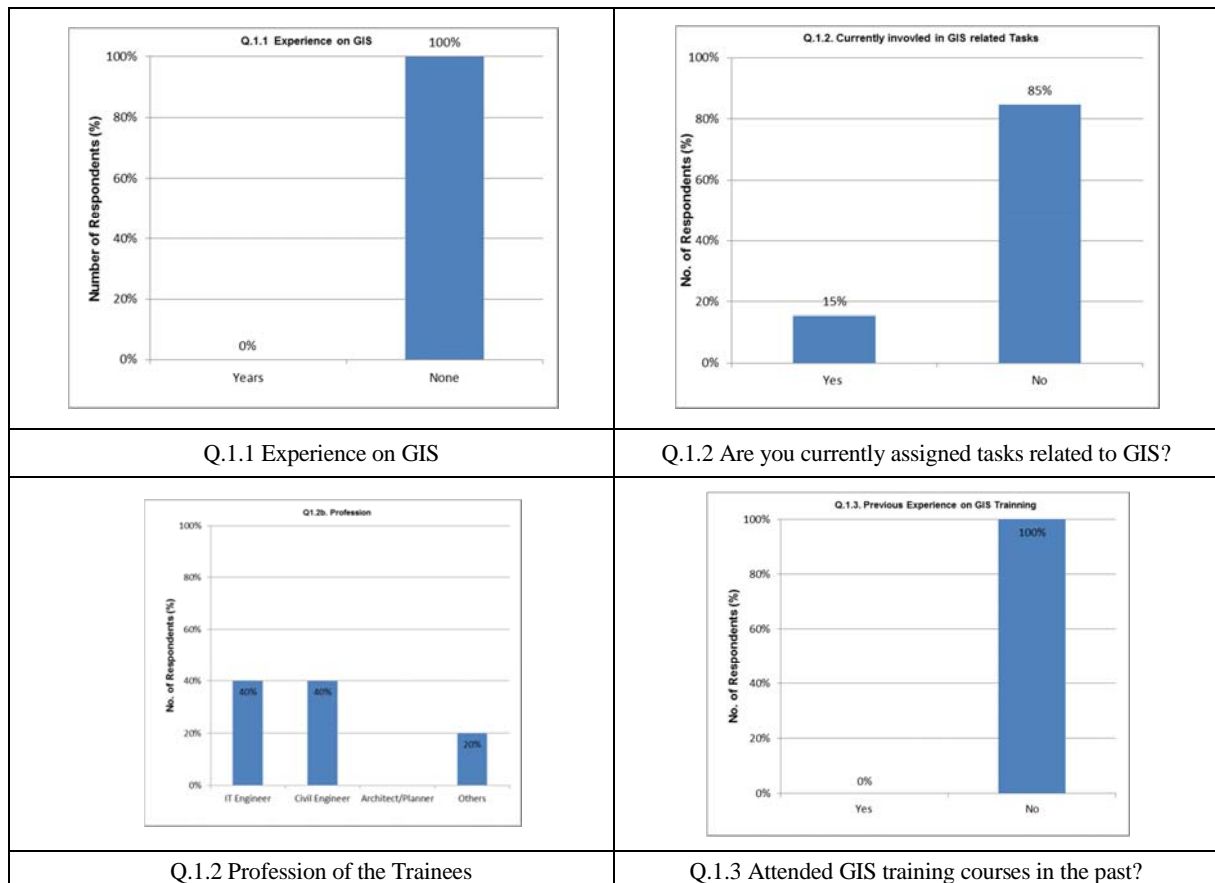 Q.1.1 Experience on GIS
Number of Respondents (%)
100%
80%
60%
40%
20%
0%
0%
100%
Years
None
Q.1.1 Experience on GIS
Q.1.2. Currently invovled in GIS related Tasks
No. of Respondents (%)
100%
80%
60%
40%
20%
0%
15%
85%
Yes
No
Q.1.2 Are you currently assigned tasks related to GIS?
Q1.2b. Profession
No. of Respondents (%)
100%
80%
60%
40%
20%
0%
40%
40%
20%
IT Engineer
Civil Engineer
Architect/Planner
Others
Q.1.2 Profession of the Trainees
Q.1.3. Previous Experience on GIS Trainning
No. of Respondents (%)
100%
80%
60%
40%
20%
0%
0%
100%
Yes
No
Q.1.3 Attended GIS training courses in the past?